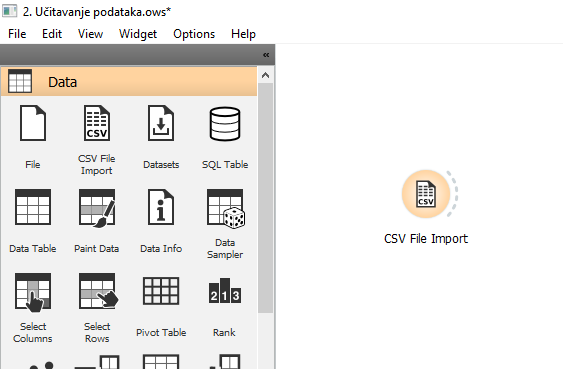 2. Učitavanje podataka.ows*
File Edit View Widget Options Help
«
Data
File
CSV File Import
Datasets
SQL Table
Data Table
Paint Data
Data Info
Data Sampler
Select Columns
Select Rows
Pivot Table
Rank
CSV
CSV
1 2 3
CSV File Import